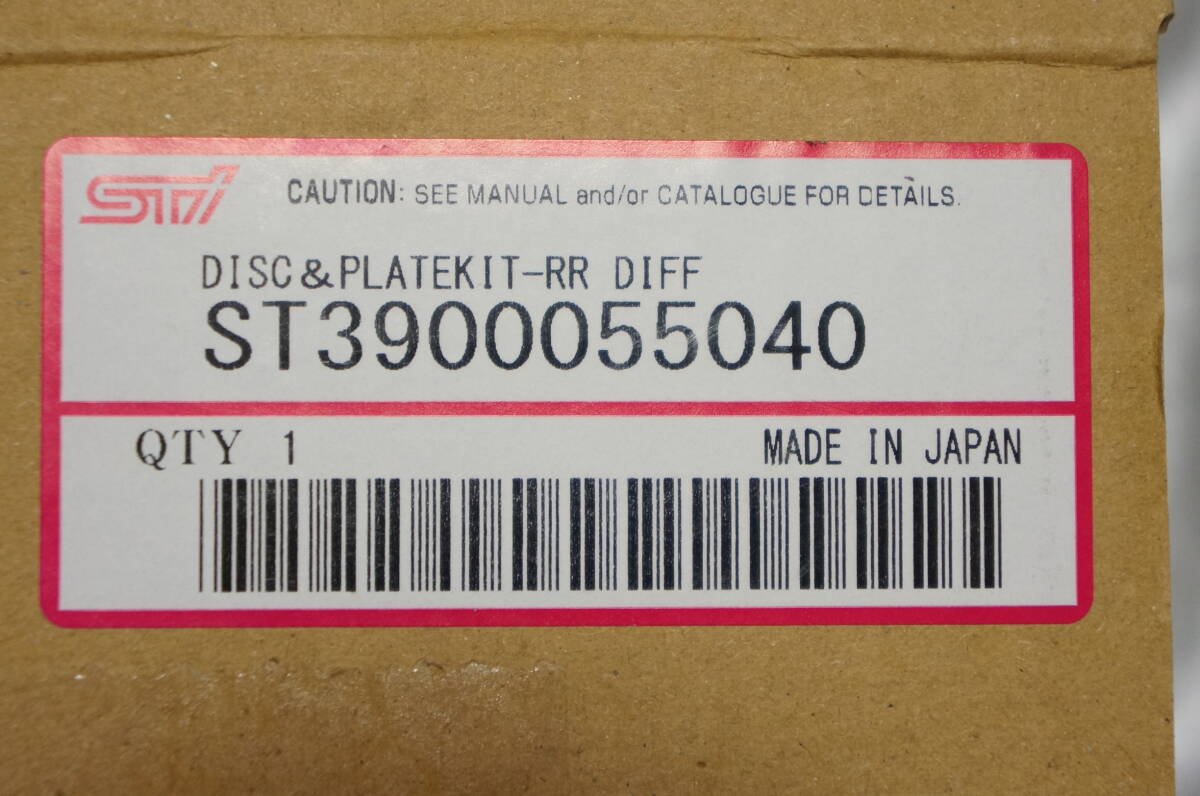 STI CAUTION: SEE MANUAL and/or CATALOGUE FOR DETAILS.
DISC&PLATEKIT-RR DIFF
ST3900055040
QTY 1 MADE IN JAPAN